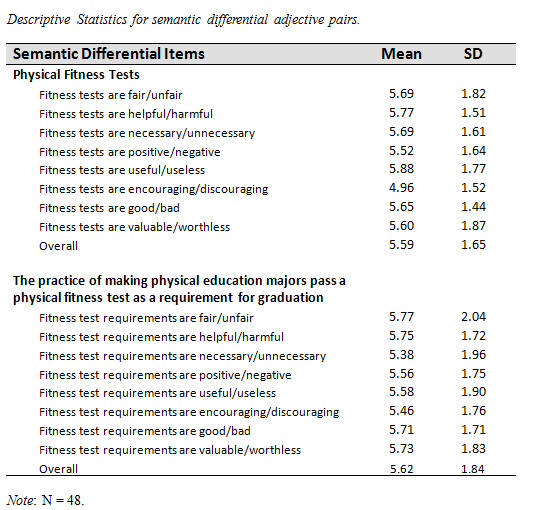 Descriptive Statistics for semantic differential adjective pairs.
Semantic Differential Items Mean SD
Physical Fitness Tests
Fitness tests are fair/unfair 5.69 1.82
Fitness tests are helpful/harmful 5.77 1.51
Fitness tests are necessary/unnecessary 5.69 1.61
Fitness tests are positive/negative 5.52 1.64
Fitness tests are useful/useless 5.88 1.77
Fitness tests are encouraging/discouraging 4.96 1.52
Fitness tests are good/bad 5.65 1.44
Fitness tests are valuable/worthless 5.60 1.87
Overall 5.59 1.65
The practice of making physical education majors pass a
physical fitness test as a requirement for graduation
Fitness test requirements are fair/unfair 5.77 2.04
Fitness test requirements are helpful/harmful 5.75 1.72
Fitness test requirements are necessary/unnecessary 5.38 1.96
Fitness test requirements are positive/negative 5.56 1.75
Fitness test requirements are useful/useless 5.58 1.90
Fitness test requirements are encouraging/discouraging 5.46 1.76
Fitness test requirements are good/bad 5.71 1.71
Fitness test requirements are valuable/worthless 5.73 1.83
Overall 5.62 1.84
Note: N = 48.